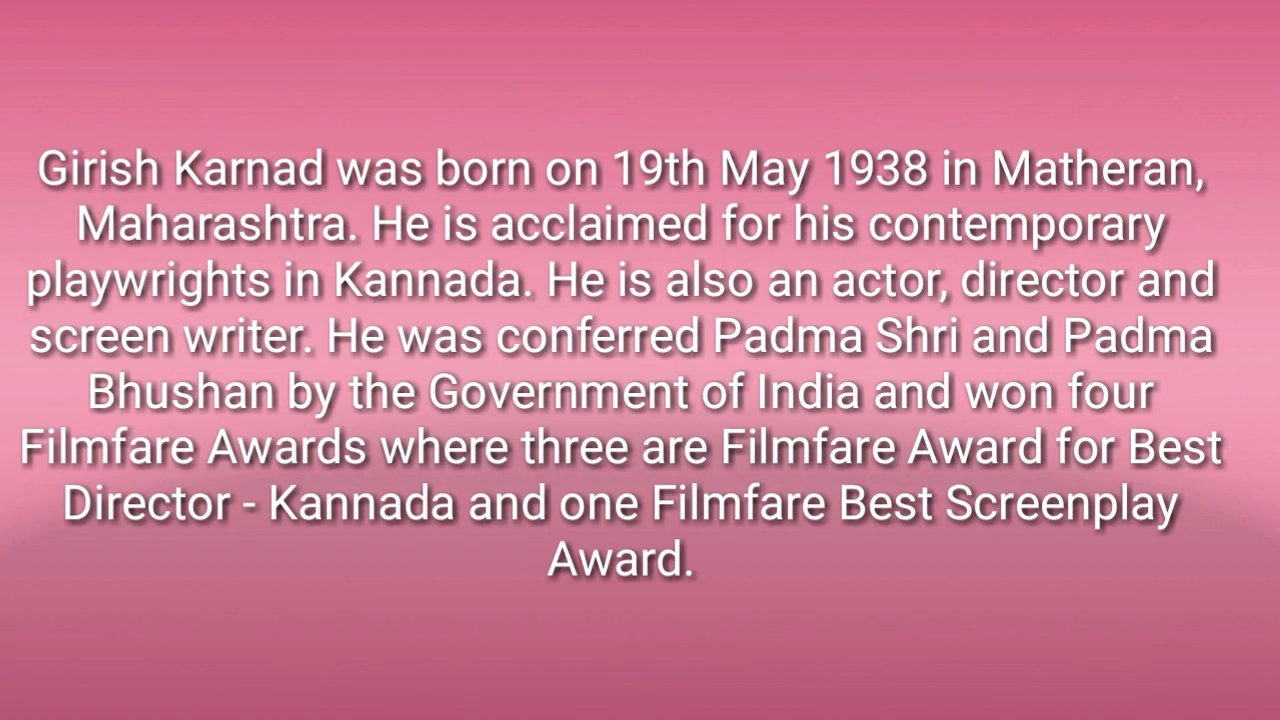 Girish Karnad was born on 19th May 1938 in Matheran,
Maharashtra. He is acclaimed for his contemporary
playwrights in Kannada. He is also an actor, director and
screen writer. He was conferred Padma Shri and Padma
Bhushan by the Government of India and won four
Filmfare Awards where three are Filmfare Award for Best
Director - Kannada and one Filmfare Best Screenplay
Award.